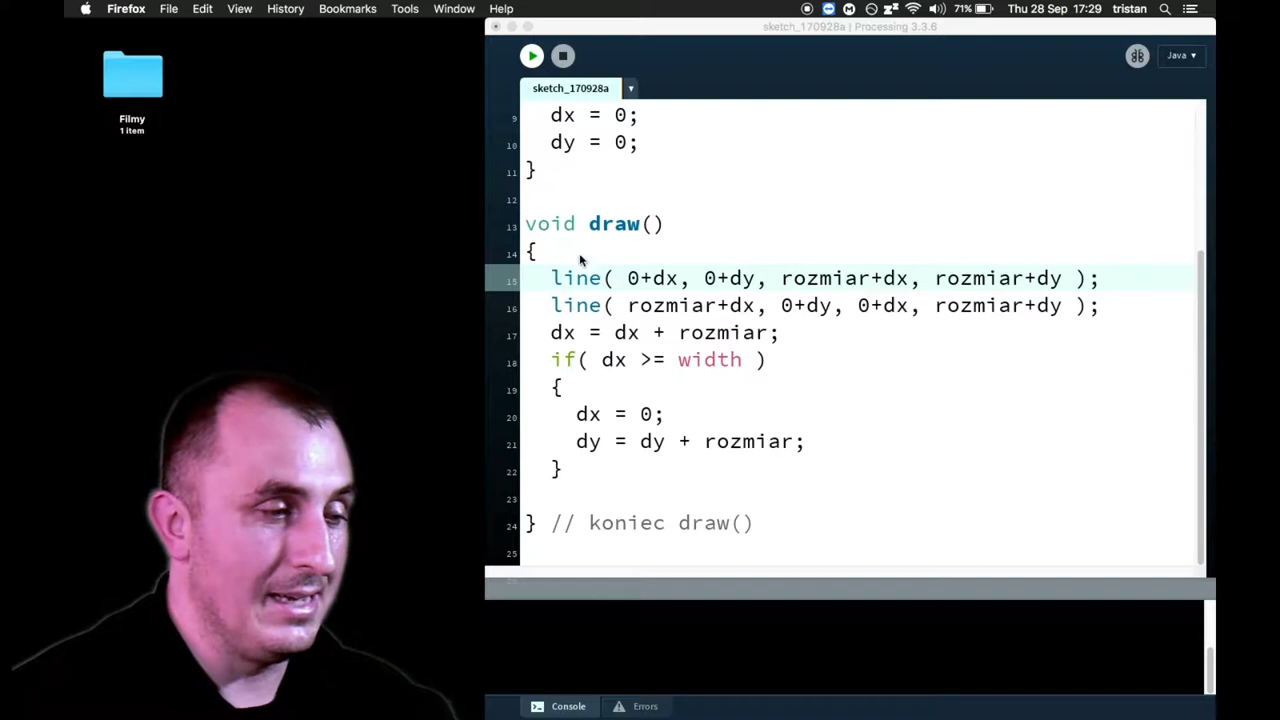 Firefox File Edit View History Bookmarks Tools Window Help 71% Thu 28 Sep 17:29 tristan
sketch_170928a | Processing 3.3.6
Java
sketch_170928a
Filmy
1 item
9 dx = 0;
10 dy = 0;
11 }
12
13 void draw()
14 {
15 line( 0+dx, 0+dy, rozmiar+dx, rozmiar+dy );
16 line( rozmiar+dx, 0+dy, 0+dx, rozmiar+dy );
17 dx = dx + rozmiar;
18 if( dx >= width )
19 {
20 dx = 0;
21 dy = dy + rozmiar;
22 }
23
24 } // koniec draw()
25
Console Errors